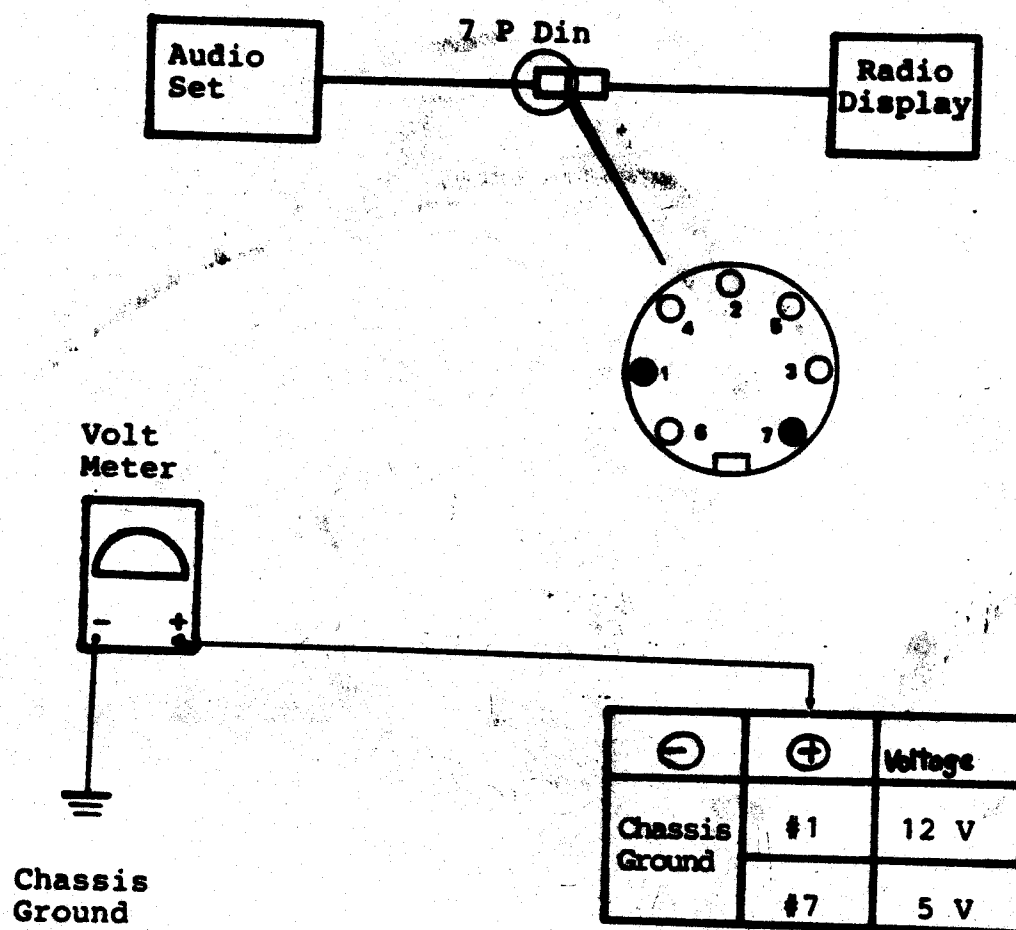 7 P Din
Audio
Set
Radio
Display
2
4
5
1
3
6
7
Volt
Meter
- +
⊖ ⊕ Voltage
Chassis
Ground
#1 12 V
#7 5 V
Chassis
Ground